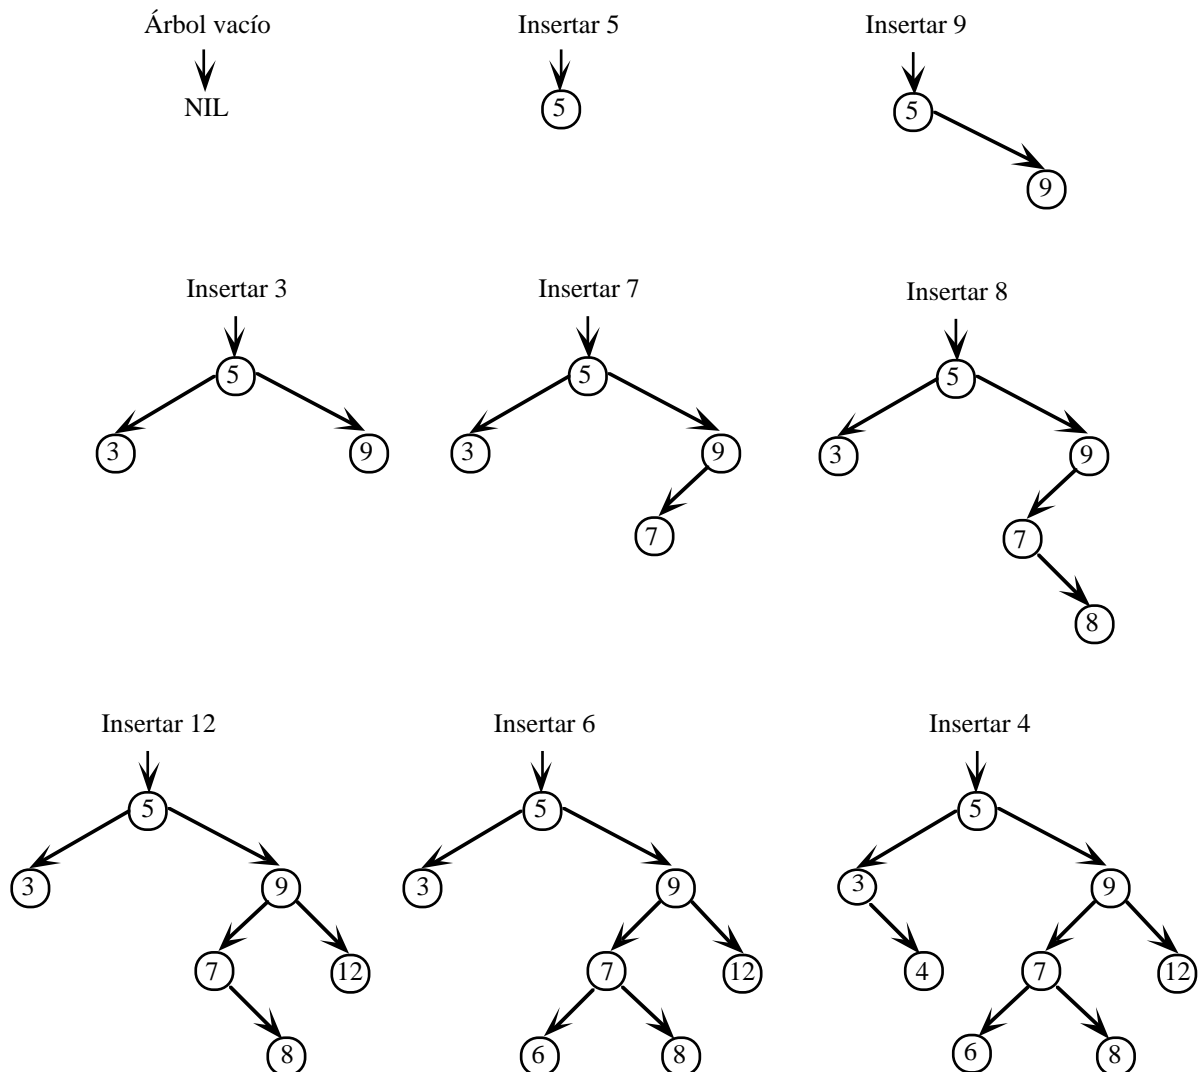 Árbol vacío Insertar 5 Insertar 9
NIL 5 5
9
Insertar 3 Insertar 7 Insertar 8
5 5 5
3 9 3 9 3 9
7 7
8
Insertar 12 Insertar 6 Insertar 4
5 5 5
3 9 3 9 3 9
7 12 7 12 4 7 12
8 6 8 6 8